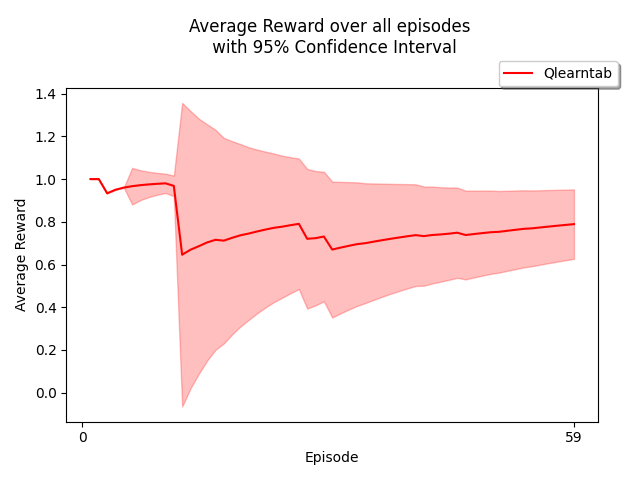 Average Reward over all episodes
with 95% Confidence Interval
Qlearntab
1.4
1.2
1.0
0.8
0.6
0.4
0.2
0.0
Average Reward
0
59
Episode